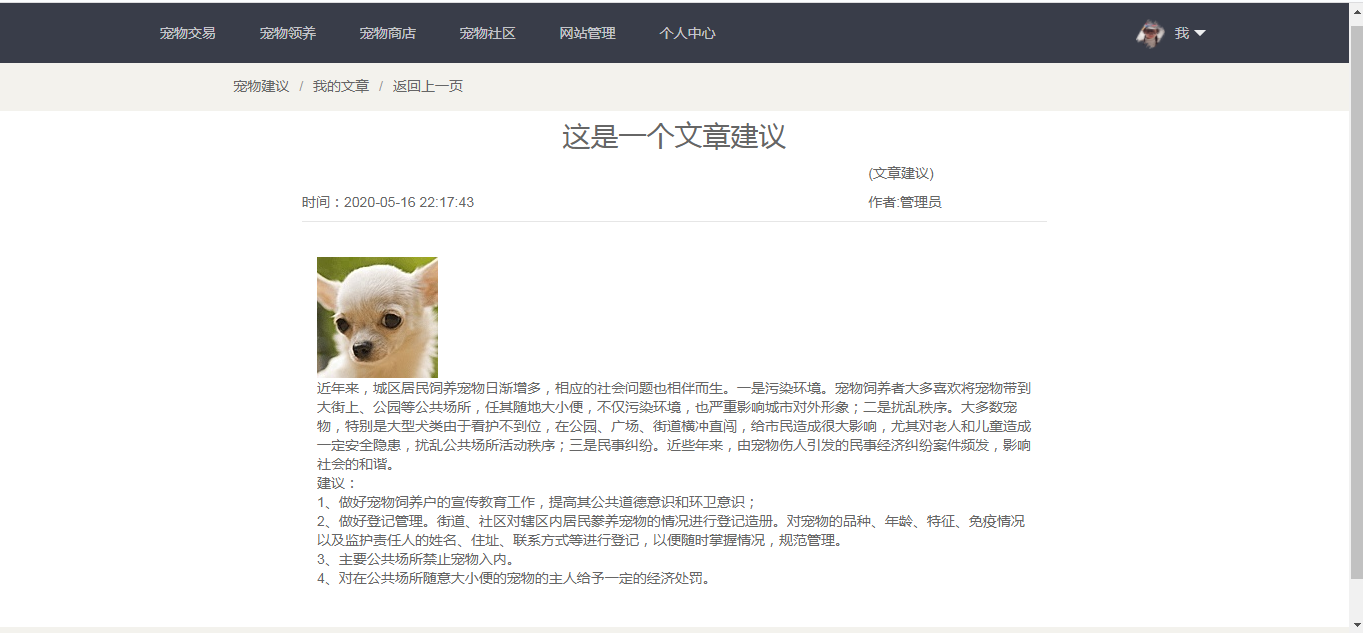 宠物交易 宠物领养 宠物商店 宠物社区 网站管理 个人中心 我
宠物建议 / 我的文章 / 返回上一页
这是一个文章建议
(文章建议)
时间：2020-05-16 22:17:43 作者:管理员
近年来，城区居民饲养宠物日渐增多，相应的社会问题也相伴而生。一是污染环境。宠物饲养者大多喜欢将宠物带到
大街上、公园等公共场所，任其随地大小便，不仅污染环境，也严重影响城市对外形象；二是扰乱秩序。大多数宠
物，特别是大型犬类由于看护不到位，在公园、广场、街道横冲直闯，给市民造成很大影响，尤其对老人和儿童造成
一定安全隐患，扰乱公共场所活动秩序；三是民事纠纷。近些年来，由宠物伤人引发的民事经济纠纷案件频发，影响
社会的和谐。
建议：
1、做好宠物饲养户的宣传教育工作，提高其公共道德意识和环卫意识；
2、做好登记管理。街道、社区对辖区内居民豢养宠物的情况进行登记造册。对宠物的品种、年龄、特征、免疫情况
以及监护责任人的姓名、住址、联系方式等进行登记，以便随时掌握情况，规范管理。
3、主要公共场所禁止宠物入内。
4、对在公共场所随意大小便的宠物的主人给予一定的经济处罚。